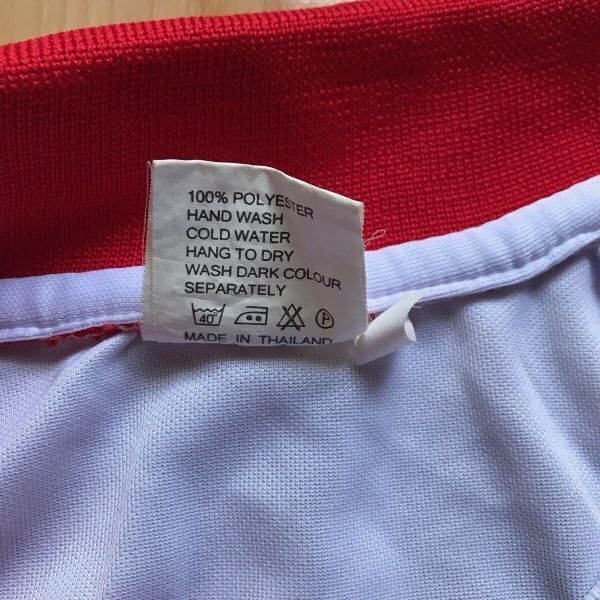 100% POLYESTER
HAND WASH
COLD WATER
HANG TO DRY
WASH DARK COLOUR
SEPARATELY
40° P
MADE IN THAILAND